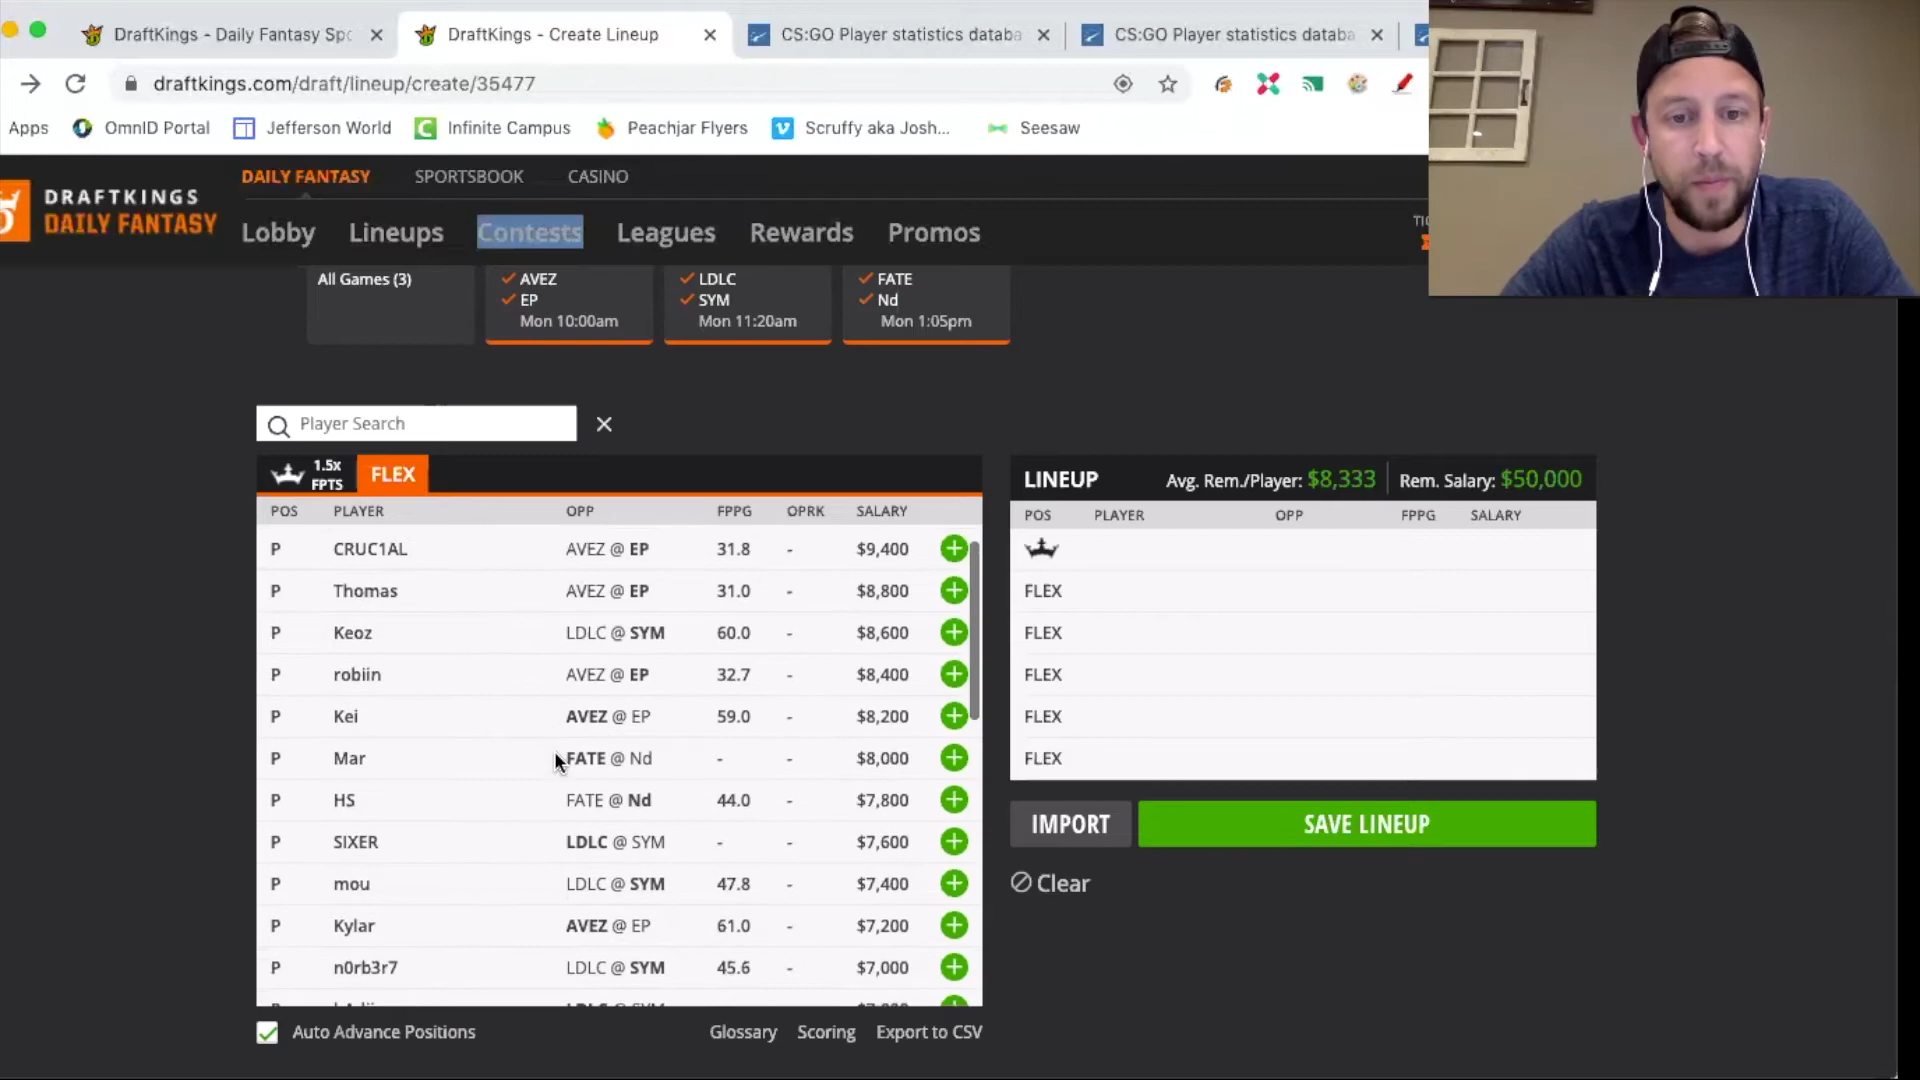 DraftKings - Daily Fantasy Spo
DraftKings - Create Lineup
CS:GO Player statistics databa
CS:GO Player statistics databa
draftkings.com/draft/lineup/create/35477
Apps
OmnID Portal
Jefferson World
Infinite Campus
Peachjar Flyers
Scruffy aka Josh...
Seesaw
DRAFTKINGS
DAILY FANTASY
DAILY FANTASY
SPORTSBOOK
CASINO
Lobby
Lineups
Contests
Leagues
Rewards
Promos
All Games (3)
AVEZ
EP
Mon 10:00am
LDLC
SYM
Mon 11:20am
FATE
Nd
Mon 1:05pm
Player Search
1.5x
FPTS
FLEX
POS PLAYER OPP FPPG OPRK SALARY
P CRUC1AL AVEZ @ EP 31.8 - $9,400
P Thomas AVEZ @ EP 31.0 - $8,800
P Keoz LDLC @ SYM 60.0 - $8,600
P robiin AVEZ @ EP 32.7 - $8,400
P Kei AVEZ @ EP 59.0 - $8,200
P Mar FATE @ Nd - - $8,000
P HS FATE @ Nd 44.0 - $7,800
P SIXER LDLC @ SYM - - $7,600
P mou LDLC @ SYM 47.8 - $7,400
P Kylar AVEZ @ EP 61.0 - $7,200
P n0rb3r7 LDLC @ SYM 45.6 - $7,000
Auto Advance Positions
Glossary
Scoring
Export to CSV
LINEUP Avg. Rem./Player: $8,333 Rem. Salary: $50,000
POS PLAYER OPP FPPG SALARY
FLEX
FLEX
FLEX
FLEX
FLEX
IMPORT
SAVE LINEUP
Clear